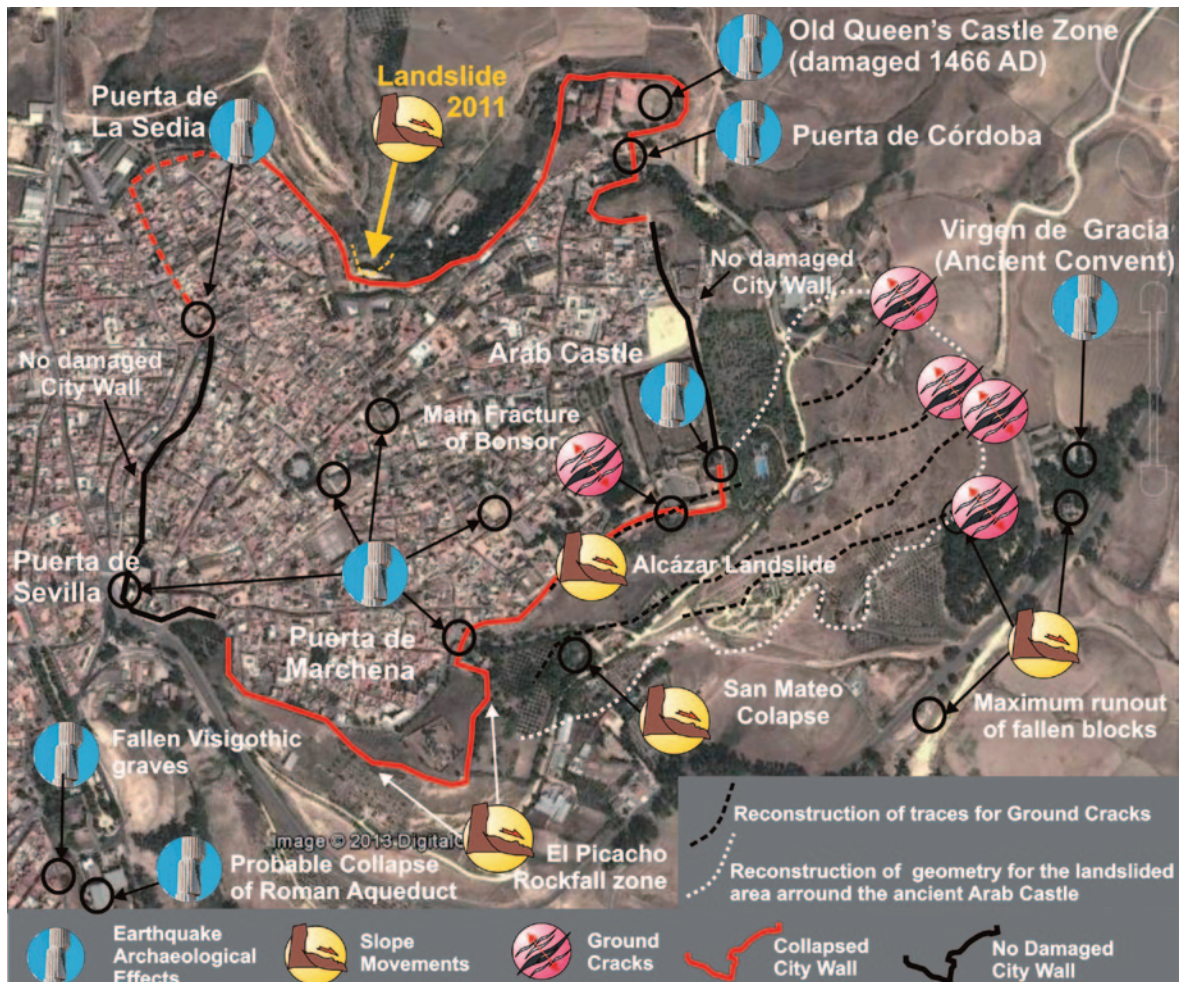 Old Queen's Castle Zone
(damaged 1466 AD)
Landslide
2011
Puerta de
La Sedia
Puerta de Córdoba
Virgen de Gracia
(Ancient Convent)
No damaged
City Wall
Arab Castle
No damaged
City Wall
Main Fracture
of Bonsor
Puerta de
Sevilla
Alcázar Landslide
Puerta de
Marchena
San Mateo
Colapse
Maximum runout
of fallen blocks
Fallen Visigothic
graves
Image © 2013 Digital
Probable Collapse
of Roman Aqueduct
El Picacho
Rockfall zone
Reconstruction of traces for Ground Cracks
Reconstruction of geometry for the landslided
area arround the ancient Arab Castle
Earthquake
Archaeological
Effects
Slope
Movements
Ground
Cracks
Collapsed
City Wall
No Damaged
City Wall